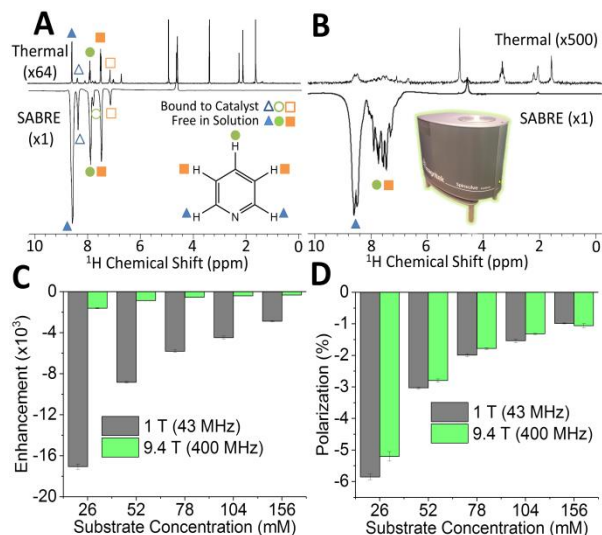 A
Thermal
(x64)
SABRE
(x1)
Bound to Catalyst
Free in Solution
H
H
H
H
H
N
10 8 6 4 2 0
¹H Chemical Shift (ppm)
B
Thermal (x500)
SABRE (x1)
10 8 6 4 2 0
¹H Chemical Shift (ppm)
C
Enhancement (x10³)
0
-4
-8
-12
-16
-20
1 T (43 MHz)
9.4 T (400 MHz)
26 52 78 104 156
Substrate Concentration (mM)
D
Polarization (%)
0
-1
-2
-3
-4
-5
-6
1 T (43 MHz)
9.4 T (400 MHz)
26 52 78 104 156
Substrate Concentration (mM)